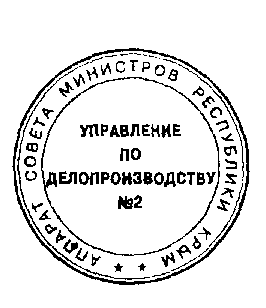 АППАРАТ СОВЕТА МИНИСТРОВ РЕСПУБЛИКИ КРЫМ
УПРАВЛЕНИЕ
ПО
ДЕЛОПРОИЗВОДСТВУ
№2